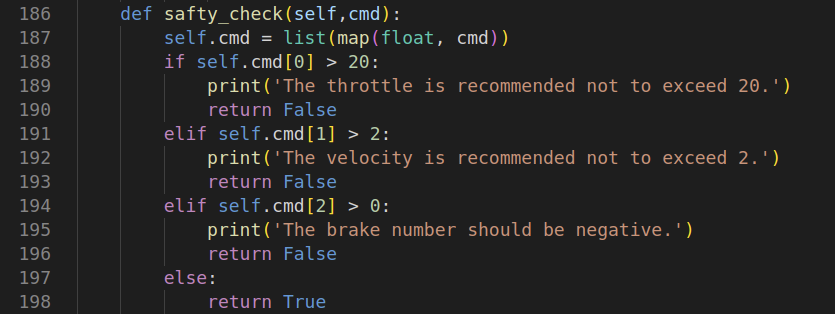 186 def safty_check(self,cmd):
187 self.cmd = list(map(float, cmd))
188 if self.cmd[0] > 20:
189 print('The throttle is recommended not to exceed 20.')
190 return False
191 elif self.cmd[1] > 2:
192 print('The velocity is recommended not to exceed 2.')
193 return False
194 elif self.cmd[2] > 0:
195 print('The brake number should be negative.')
196 return False
197 else:
198 return True